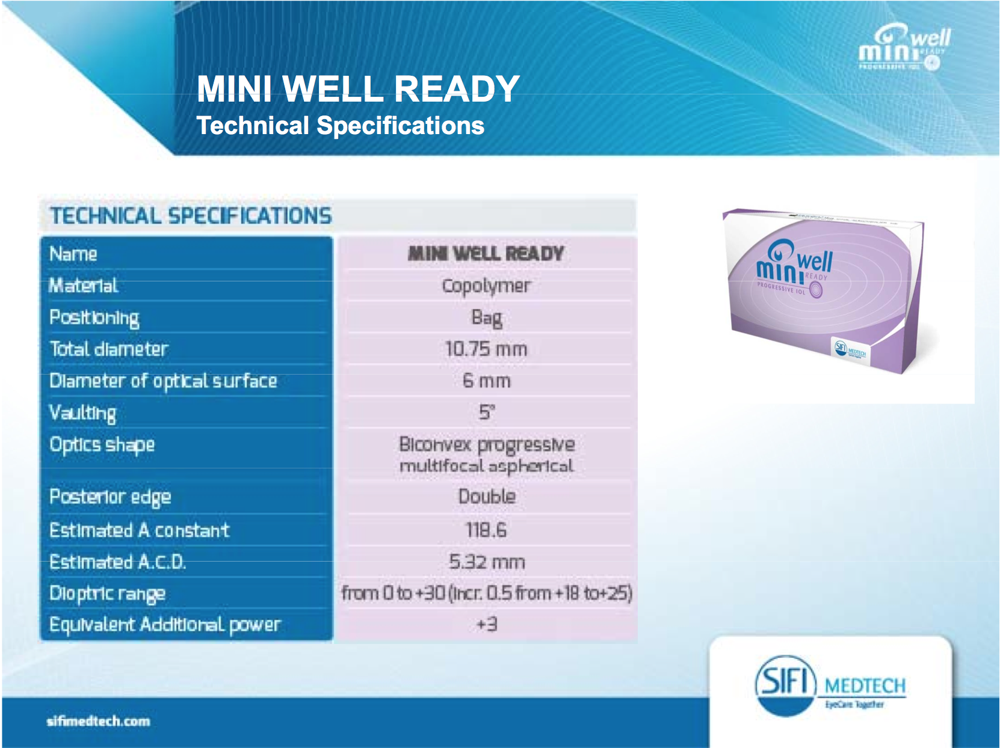 mini well
READY
PROGRESSIVE IOL
MINI WELL READY
Technical Specifications
TECHNICAL SPECIFICATIONS
Name MINI WELL READY
Material Copolymer
Positioning Bag
Total diameter 10.75 mm
Diameter of optical surface 6 mm
Vaulting 5°
Optics shape Biconvex progressive
multifocal aspherical
Posterior edge Double
Estimated A constant 118.6
Estimated A.C.D. 5.32 mm
Dioptric range from 0 to +30 (incr. 0.5 from +18 to+25)
Equivalent Additional power +3
mini well
READY
PROGRESSIVE IOL
SIFI MEDTECH
SIFI MEDTECH
EyeCare Together
sifimedtech.com